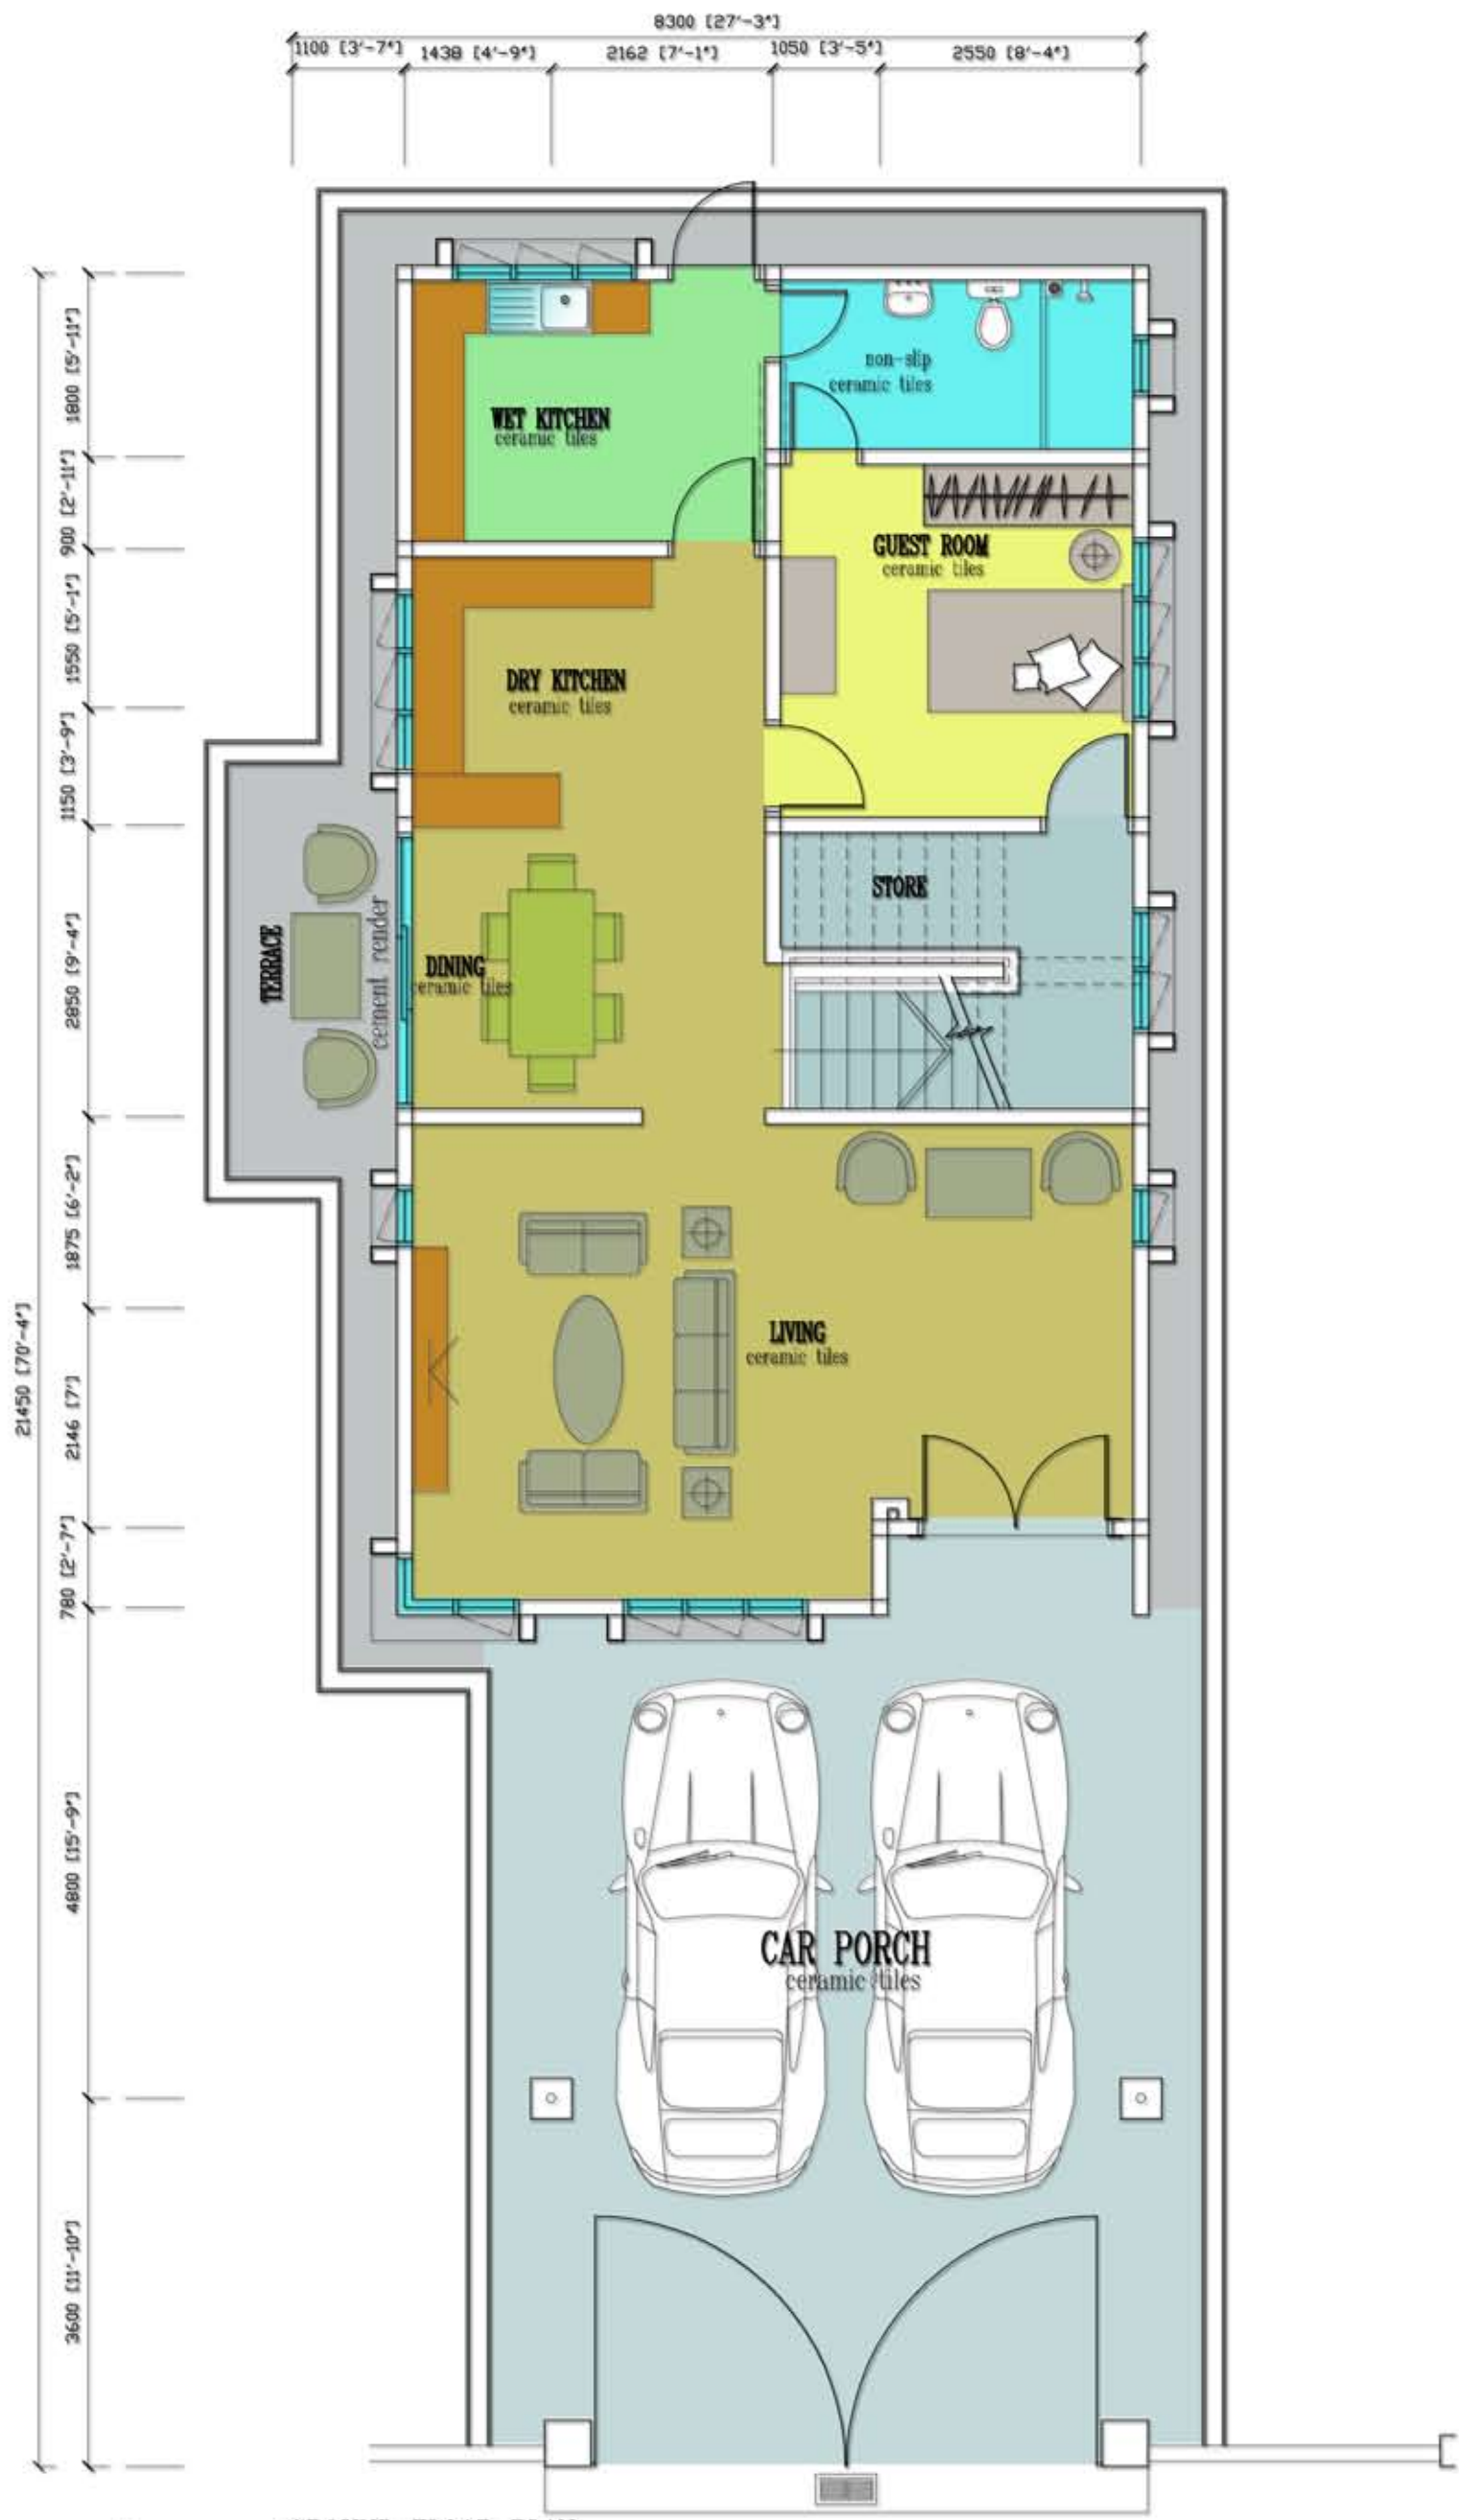 8300 [27'-3"]
1100 [3'-7"]
1438 [4'-9"]
2162 [7'-1"]
1050 [3'-5"]
2550 [8'-4"]
21450 [70'-4"]
1800 [5'-11"]
900 [2'-11"]
1550 [5'-1"]
1150 [3'-9"]
2850 [9'-4"]
1875 [6'-2"]
2146 [7']
780 [2'-7"]
4800 [15'-9"]
3600 [11'-10"]
non-slip
ceramic tiles
WET KITCHEN
ceramic tiles
GUEST ROOM
ceramic tiles
DRY KITCHEN
ceramic tiles
STORE
TERRACE
cement render
DINING
ceramic tiles
LIVING
ceramic tiles
CAR PORCH
ceramic tiles